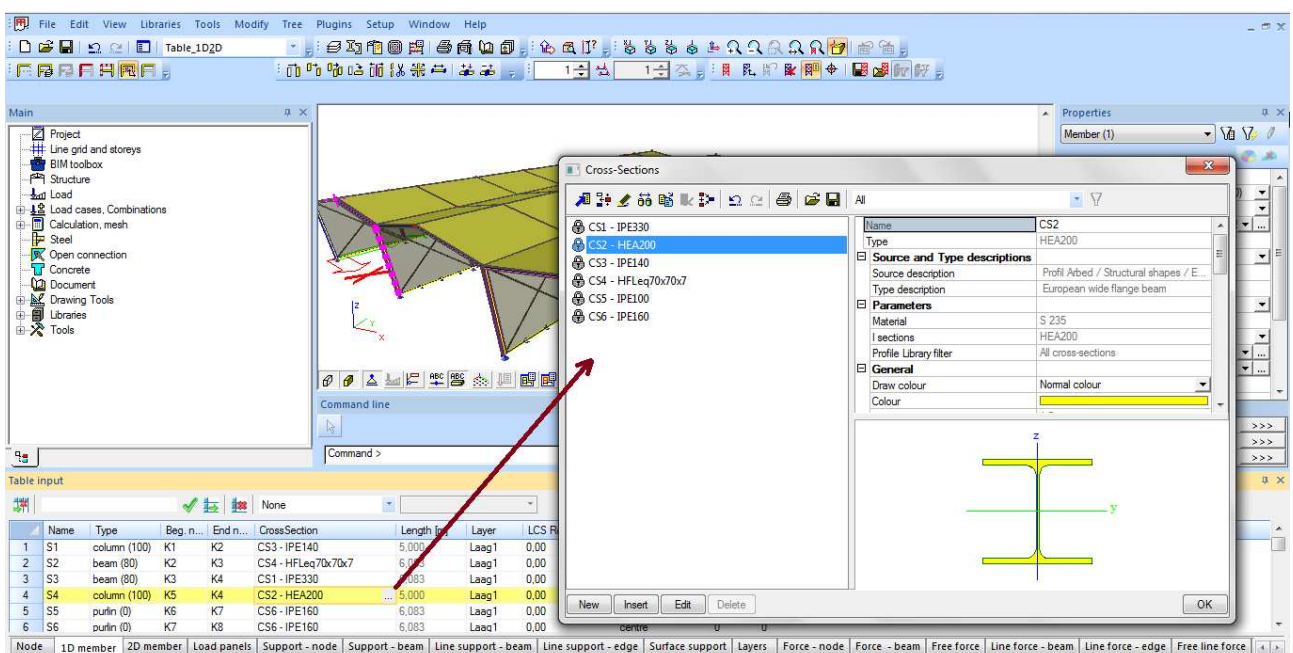 File Edit View Libraries Tools Modify Tree Plugins Setup Window Help
Table_1D2D
1 1
Main
Project
Line grid and storeys
BIM toolbox
Structure
Load
Load cases, Combinations
Calculation, mesh
Steel
Open connection
Concrete
Document
Drawing Tools
Libraries
Tools
z
Y
x
ABC ABC
Command line
Command >
Properties
Member (1)
>>>
>>>
>>>
Cross-Sections
All
CS1 - IPE330
CS2 - HEA200
CS3 - IPE140
CS4 - HFLeq70x70x7
CS5 - IPE100
CS6 - IPE160
Name CS2
Type HEA200
Source and Type descriptions
Source description Profil Arbed / Structural shapes / E...
Type description European wide flange beam
Parameters
Material S 235
I sections HEA200
Profile Library filter All cross-sections
General
Draw colour Normal colour
Colour
z
y
New Insert Edit Delete OK
Table input
None
Name Type Beg. n... End n... CrossSection Length Layer LCS
1 S1 column (100) K1 K2 CS3 - IPE140 5,000 Laag1 0,00
2 S2 beam (80) K2 K3 CS4 - HFLeq70x70x7 Laag1 0,00
3 S3 beam (80) K3 K4 CS1 - IPE330 Laag1 0,00
4 S4 column (100) K5 K4 CS2 - HEA200 ... 5,000 Laag1 0,00
5 S5 purlin (0) K6 K7 CS6 - IPE160 6,083 Laag1 0,00
6 S6 purlin (0) K7 K8 CS6 - IPE160 6,083 Laag1 0,00 centre 0 0
Node 1D member 2D member Load panels Support - node Support - beam Line support - beam Line support - edge Surface support Layers Force - node Force - beam Free force Line force - beam Line force - edge Free line force